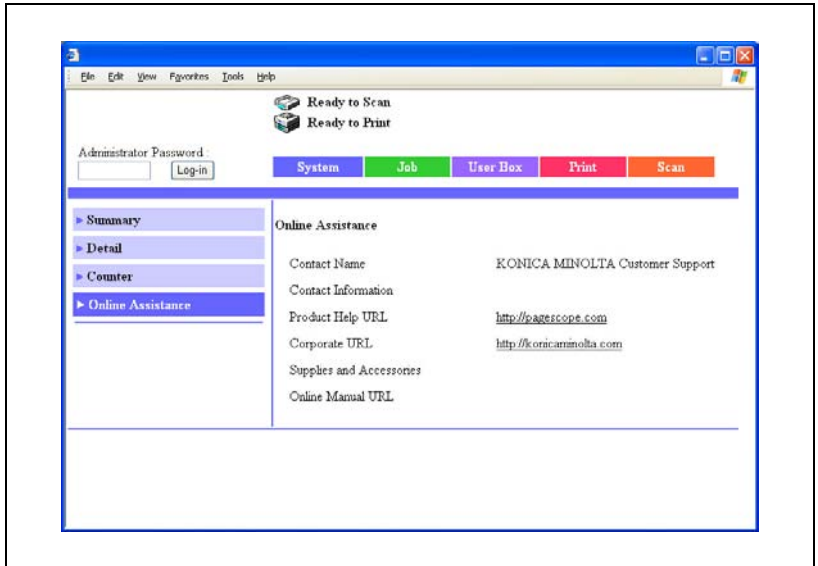 File Edit View Favorites Tools Help
Ready to Scan
Ready to Print
Administrator Password :
Log-in
System Job User Box Print Scan
Summary
Detail
Counter
Online Assistance
Online Assistance
Contact Name KONICA MINOLTA Customer Support
Contact Information
Product Help URL http://pagescope.com
Corporate URL http://konicaminolta.com
Supplies and Accessories
Online Manual URL